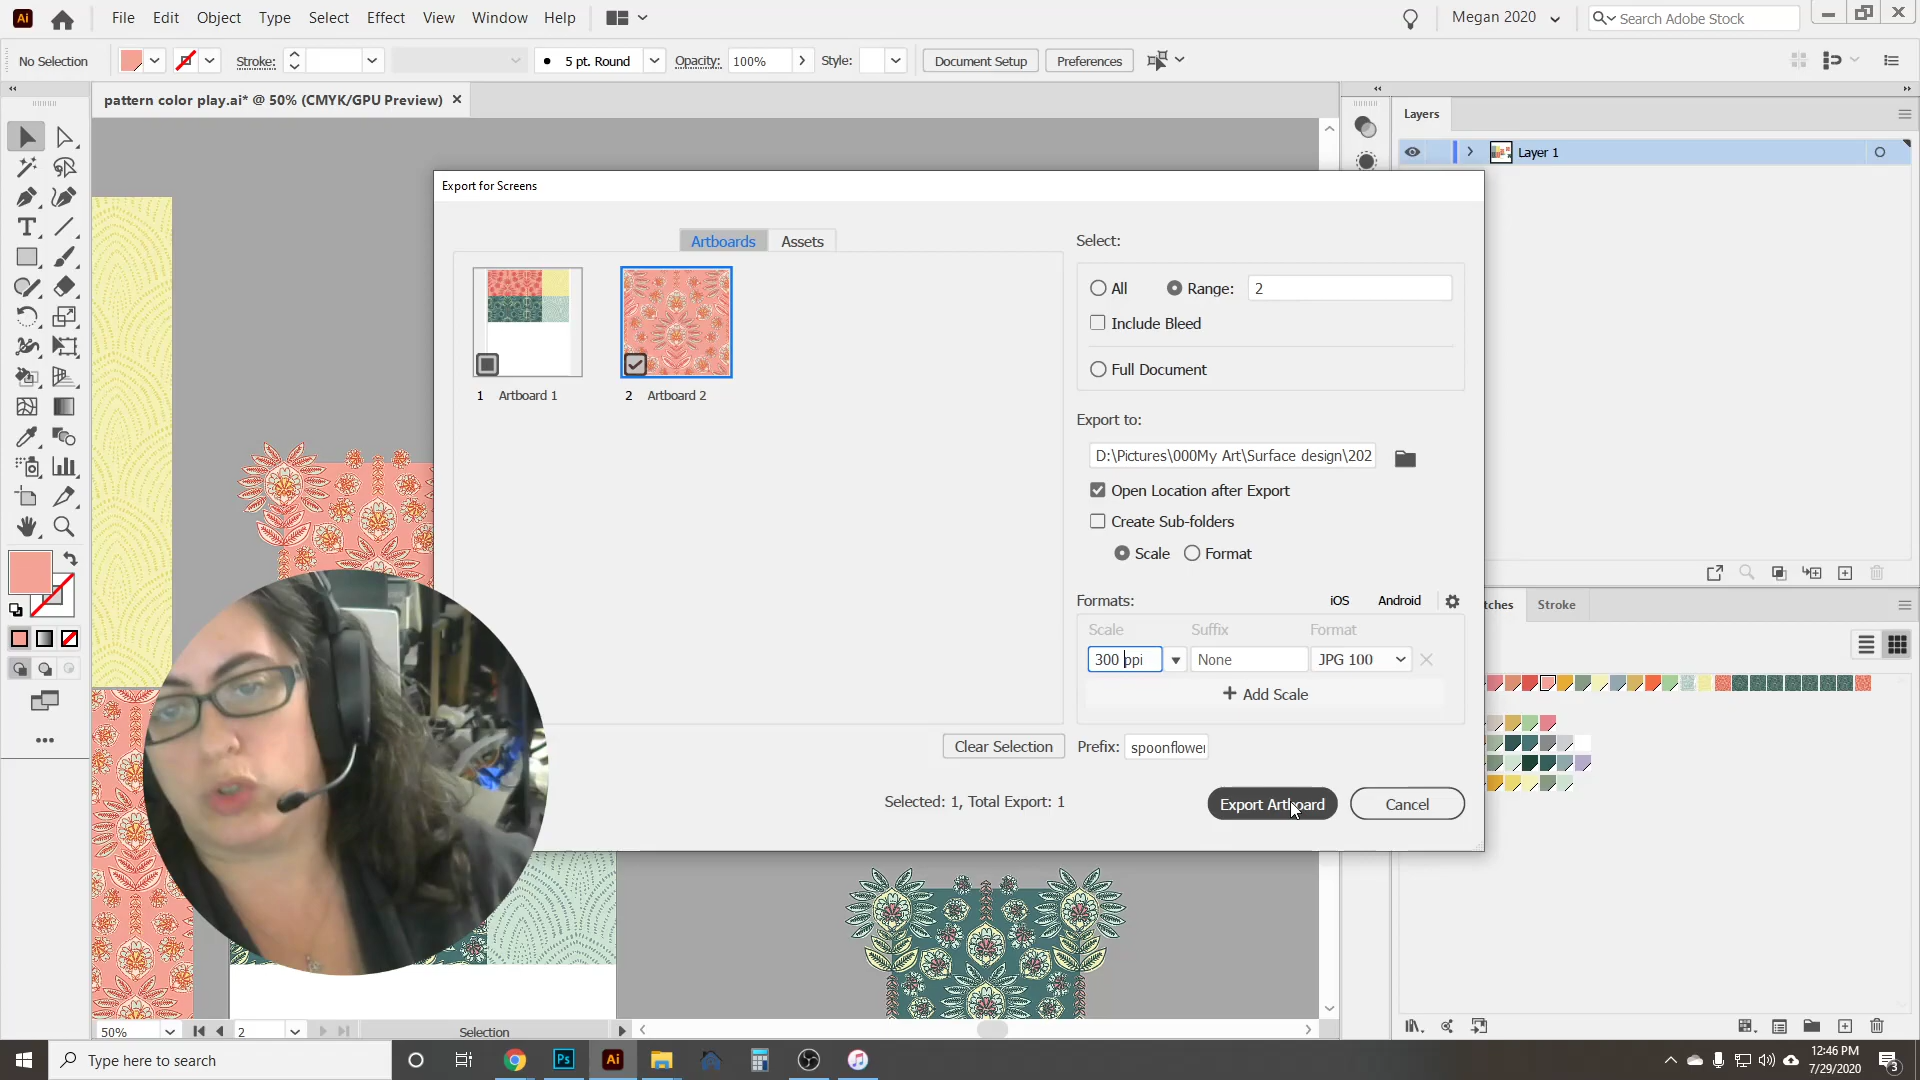 Ai File Edit Object Type Select Effect View Window Help Megan 2020 Search Adobe Stock
No Selection Stroke: 5 pt. Round Opacity: 100% Style: Document Setup Preferences
pattern color play.ai* @ 50% (CMYK/GPU Preview)
Layers
Layer 1
Export for Screens
Artboards Assets
1 Artboard 1
2 Artboard 2
Select:
All Range: 2
Include Bleed
Full Document
Export to:
D:\Pictures\000My Art\Surface design\202
Open Location after Export
Create Sub-folders
Scale Format
Formats: iOS Android
Scale Suffix Format
300 ppi None JPG 100
+ Add Scale
Clear Selection Prefix: spoonflower
Selected: 1, Total Export: 1 Export Artboard Cancel
tches Stroke
50% 2 Selection
Type here to search Ps Ai 12:46 PM
7/29/2020 3